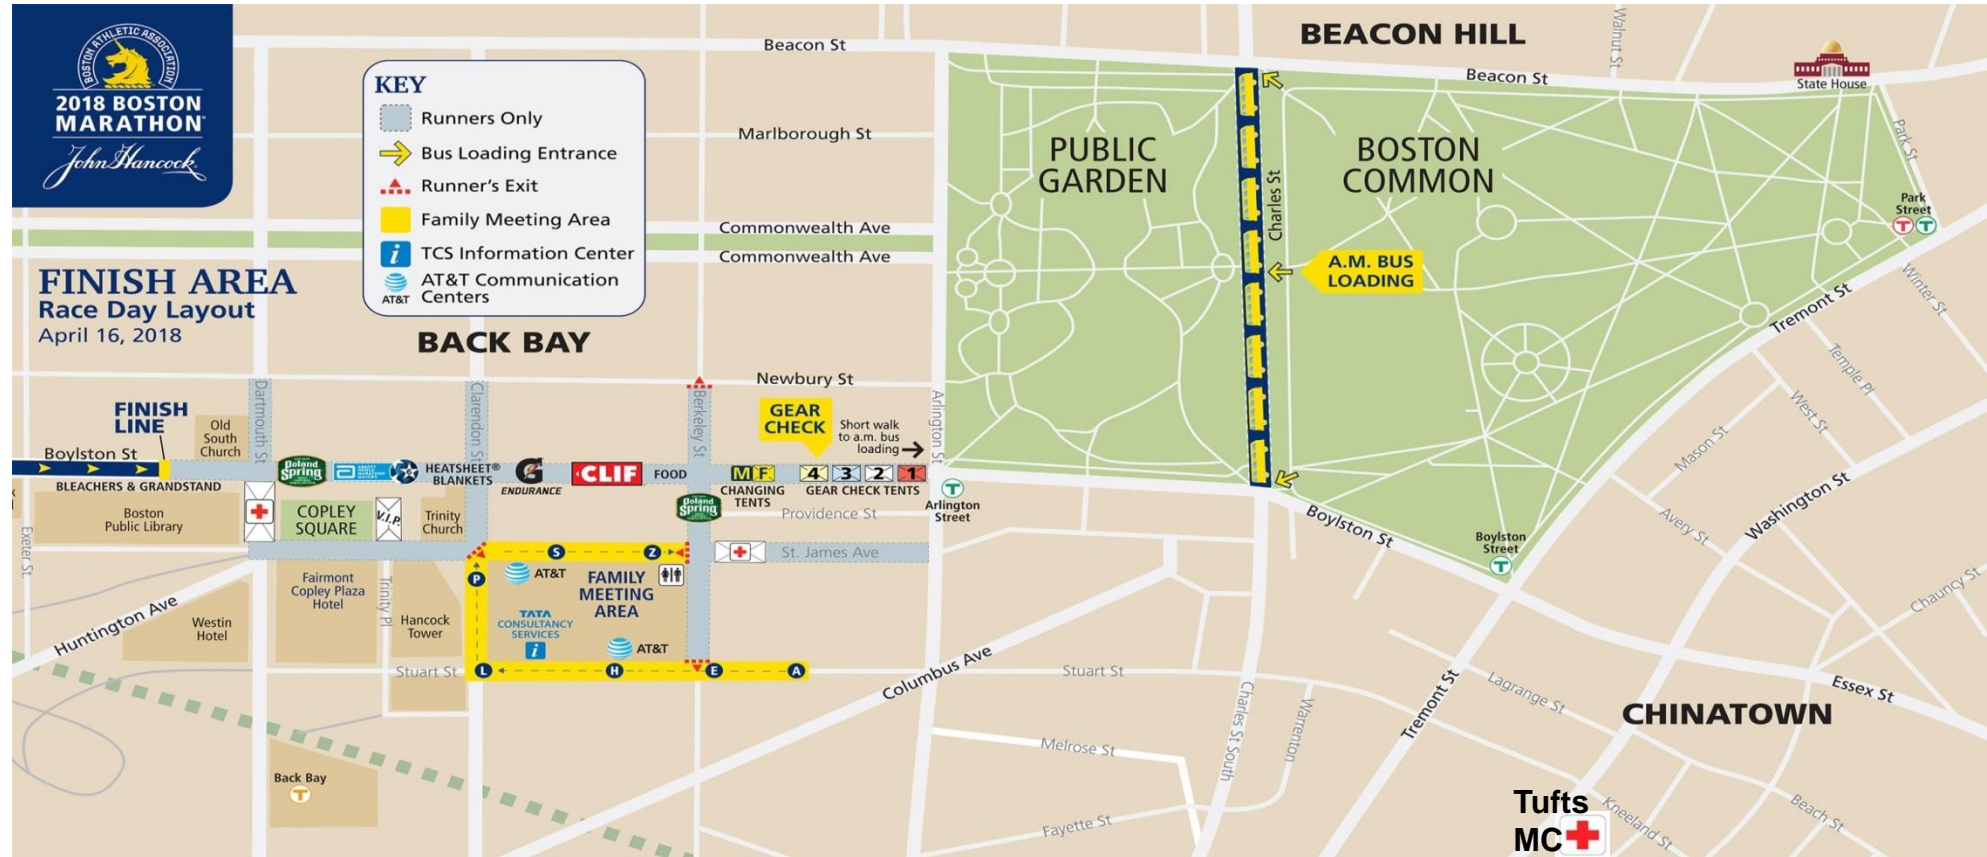 BOSTON ATHLETIC ASSOCIATION
2018 BOSTON
MARATHON
John Hancock
FINISH AREA
Race Day Layout
April 16, 2018
KEY
Runners Only
Bus Loading Entrance
Runner's Exit
Family Meeting Area
i TCS Information Center
AT&T AT&T Communication
Centers
Beacon St
Marlborough St
Commonwealth Ave
Commonwealth Ave
BACK BAY
Newbury St
BEACON HILL
Beacon St
Walnut St
State House
Park St
Park
Street
T T
PUBLIC
GARDEN
BOSTON
COMMON
Charles St
A.M. BUS
LOADING
Tremont St
Winter St
Temple Pl
West St
Mason St
Avery St
Washington St
Chauncy St
Dartmouth St
Clarendon St
Berkeley St
Arlington St
FINISH
LINE
Boylston St
Old
South
Church
BLEACHERS & GRANDSTAND
Boston
Public Library
Exeter St.
Poland
Spring
HEATSHEET®
BLANKETS
G
ENDURANCE
CLIF
FOOD
Poland
Spring
GEAR
CHECK
Short walk
to a.m. bus
loading
M F
CHANGING
TENTS
4 3 2 1
GEAR CHECK TENTS
T
Arlington
Street
Providence St
St. James Ave
COPLEY
SQUARE
V.I.P.
Trinity
Church
Fairmont
Copley Plaza
Hotel
Trinity Pl
Hancock
Tower
Westin
Hotel
Huntington Ave
Stuart St
S
Z
P
AT&T
FAMILY
MEETING
AREA
TATA
CONSULTANCY
SERVICES
i
AT&T
L
H
E
A
Back Bay
T
Columbus Ave
Stuart St
Melrose St
Fayette St
Charles St South
Warrenton
Boylston St
Boylston
Street
T
Tremont St
Lagrange St
Essex St
CHINATOWN
Kneeland St
Beach St
Tufts
MC